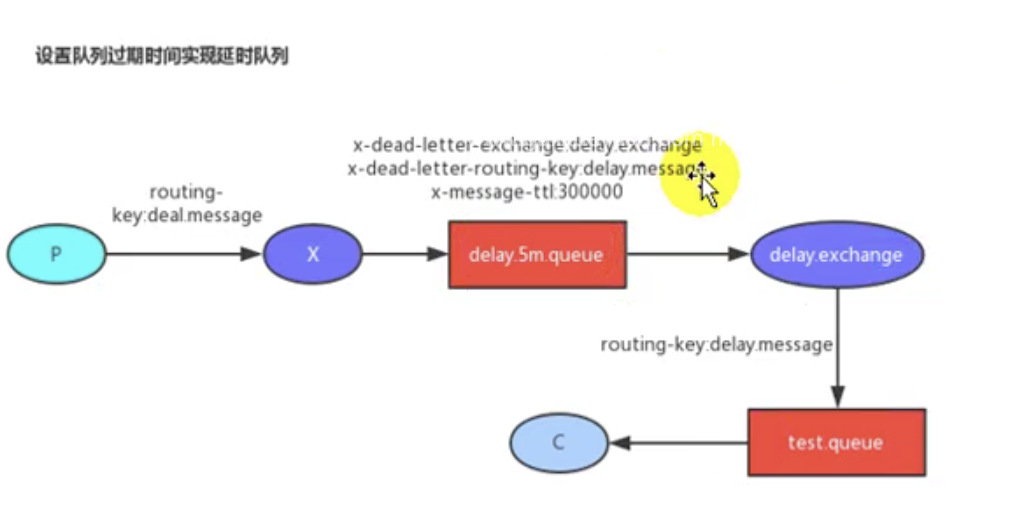 设置队列过期时间实现延时队列
x-dead-letter-exchange:delay.exchange
x-dead-letter-routing-key:delay.message
x-message-ttl:300000
routing-
key:deal.message
P
X
delay.5m.queue
delay.exchange
routing-key:delay.message
C
test.queue